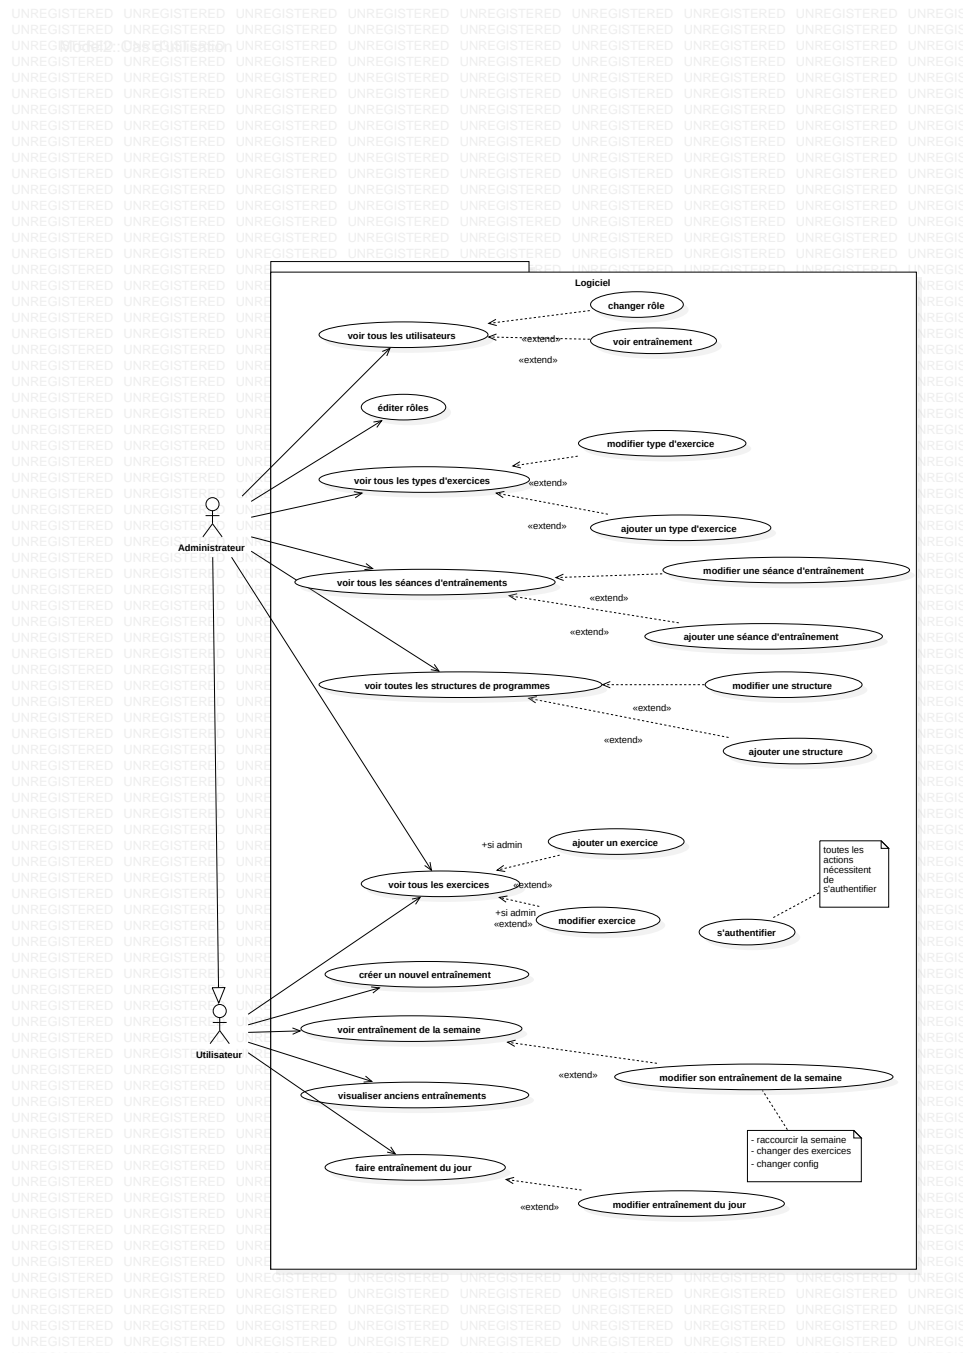 Model2::Cas d'utilisation
Logiciel
changer rôle
voir tous les utilisateurs
«extend»
voir entraînement
«extend»
éditer rôles
modifier type d'exercice
voir tous les types d'exercices
«extend»
«extend»
ajouter un type d'exercice
Administrateur
modifier une séance d'entraînement
voir tous les séances d'entraînements
«extend»
«extend»
ajouter une séance d'entraînement
voir toutes les structures de programmes
modifier une structure
«extend»
«extend»
ajouter une structure
+si admin
ajouter un exercice
toutes les
actions
nécessitent
de
s'authentifier
voir tous les exercices
«extend»
+si admin
«extend»
modifier exercice
s'authentifier
créer un nouvel entraînement
voir entraînement de la semaine
Utilisateur
«extend»
modifier son entraînement de la semaine
visualiser anciens entraînements
- raccourcir la semaine
- changer des exercices
- changer config
faire entraînement du jour
«extend»
modifier entraînement du jour
UNREGISTERED